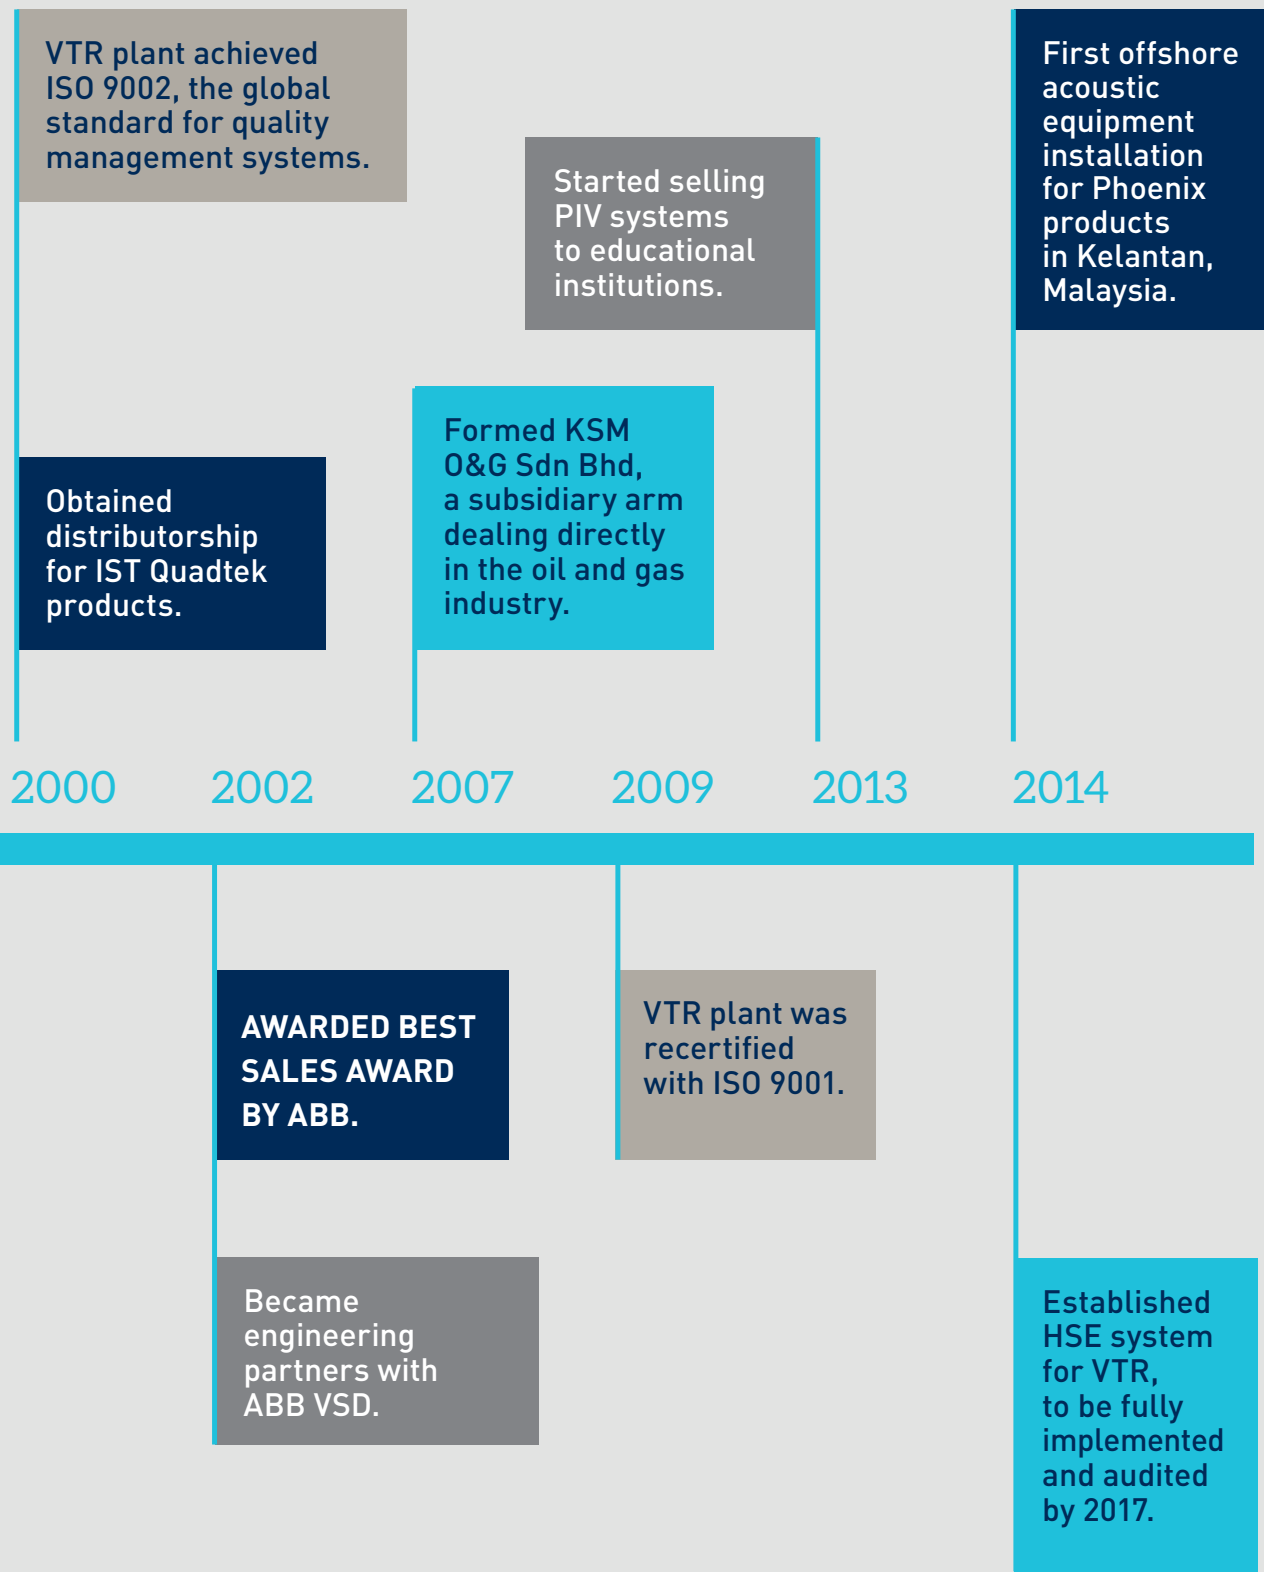 VTR plant achieved
ISO 9002, the global
standard for quality
management systems.
Obtained
distributorship
for IST Quadtek
products.
Formed KSM
O&G Sdn Bhd,
a subsidiary arm
dealing directly
in the oil and gas
industry.
Started selling
PIV systems
to educational
institutions.
First offshore
acoustic
equipment
installation
for Phoenix
products
in Kelantan,
Malaysia.
2000 2002 2007 2009 2013 2014
AWARDED BEST
SALES AWARD
BY ABB.
Became
engineering
partners with
ABB VSD.
VTR plant was
recertified
with ISO 9001.
Established
HSE system
for VTR,
to be fully
implemented
and audited
by 2017.